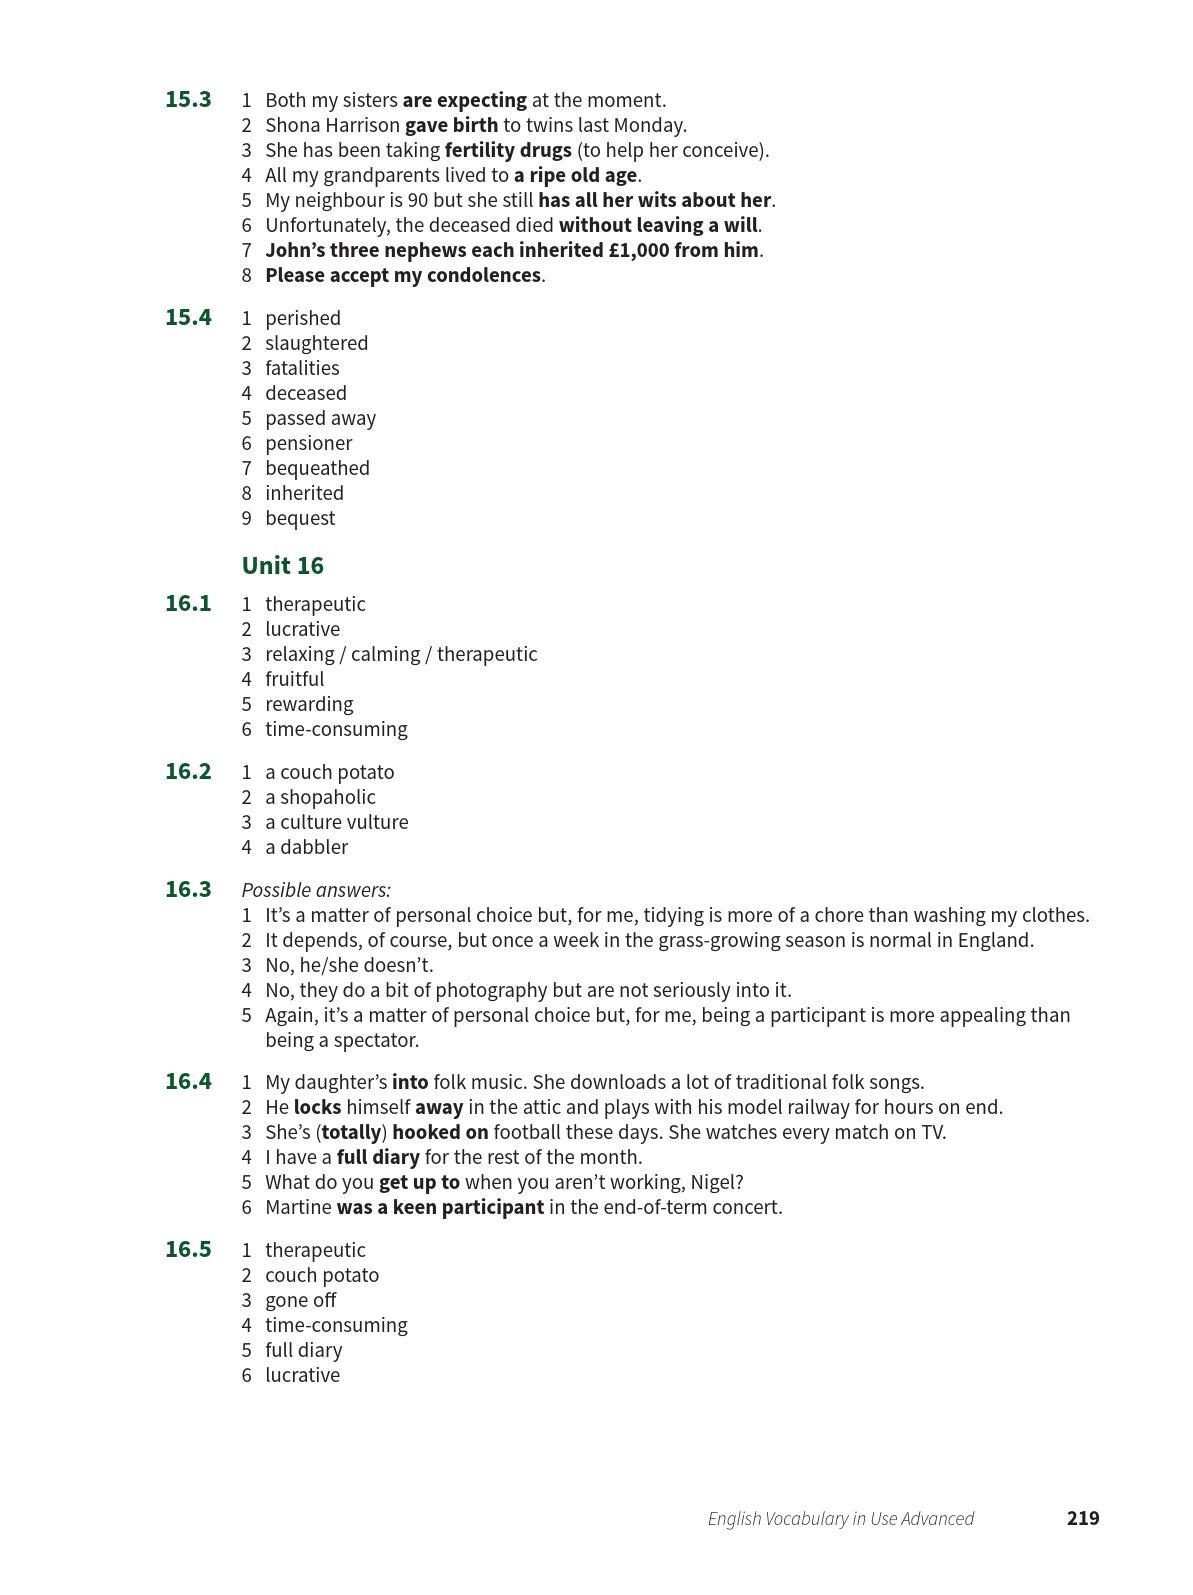 15.3 1 Both my sisters are expecting at the moment.
2 Shona Harrison gave birth to twins last Monday.
3 She has been taking fertility drugs (to help her conceive).
4 All my grandparents lived to a ripe old age.
5 My neighbour is 90 but she still has all her wits about her.
6 Unfortunately, the deceased died without leaving a will.
7 John’s three nephews each inherited £1,000 from him.
8 Please accept my condolences.
15.4 1 perished
2 slaughtered
3 fatalities
4 deceased
5 passed away
6 pensioner
7 bequeathed
8 inherited
9 bequest
Unit 16
16.1 1 therapeutic
2 lucrative
3 relaxing / calming / therapeutic
4 fruitful
5 rewarding
6 time-consuming
16.2 1 a couch potato
2 a shopaholic
3 a culture vulture
4 a dabbler
16.3 Possible answers:
1 It’s a matter of personal choice but, for me, tidying is more of a chore than washing my clothes.
2 It depends, of course, but once a week in the grass-growing season is normal in England.
3 No, he/she doesn’t.
4 No, they do a bit of photography but are not seriously into it.
5 Again, it’s a matter of personal choice but, for me, being a participant is more appealing than
being a spectator.
16.4 1 My daughter’s into folk music. She downloads a lot of traditional folk songs.
2 He locks himself away in the attic and plays with his model railway for hours on end.
3 She’s (totally) hooked on football these days. She watches every match on TV.
4 I have a full diary for the rest of the month.
5 What do you get up to when you aren’t working, Nigel?
6 Martine was a keen participant in the end-of-term concert.
16.5 1 therapeutic
2 couch potato
3 gone off
4 time-consuming
5 full diary
6 lucrative
English Vocabulary in Use Advanced 219